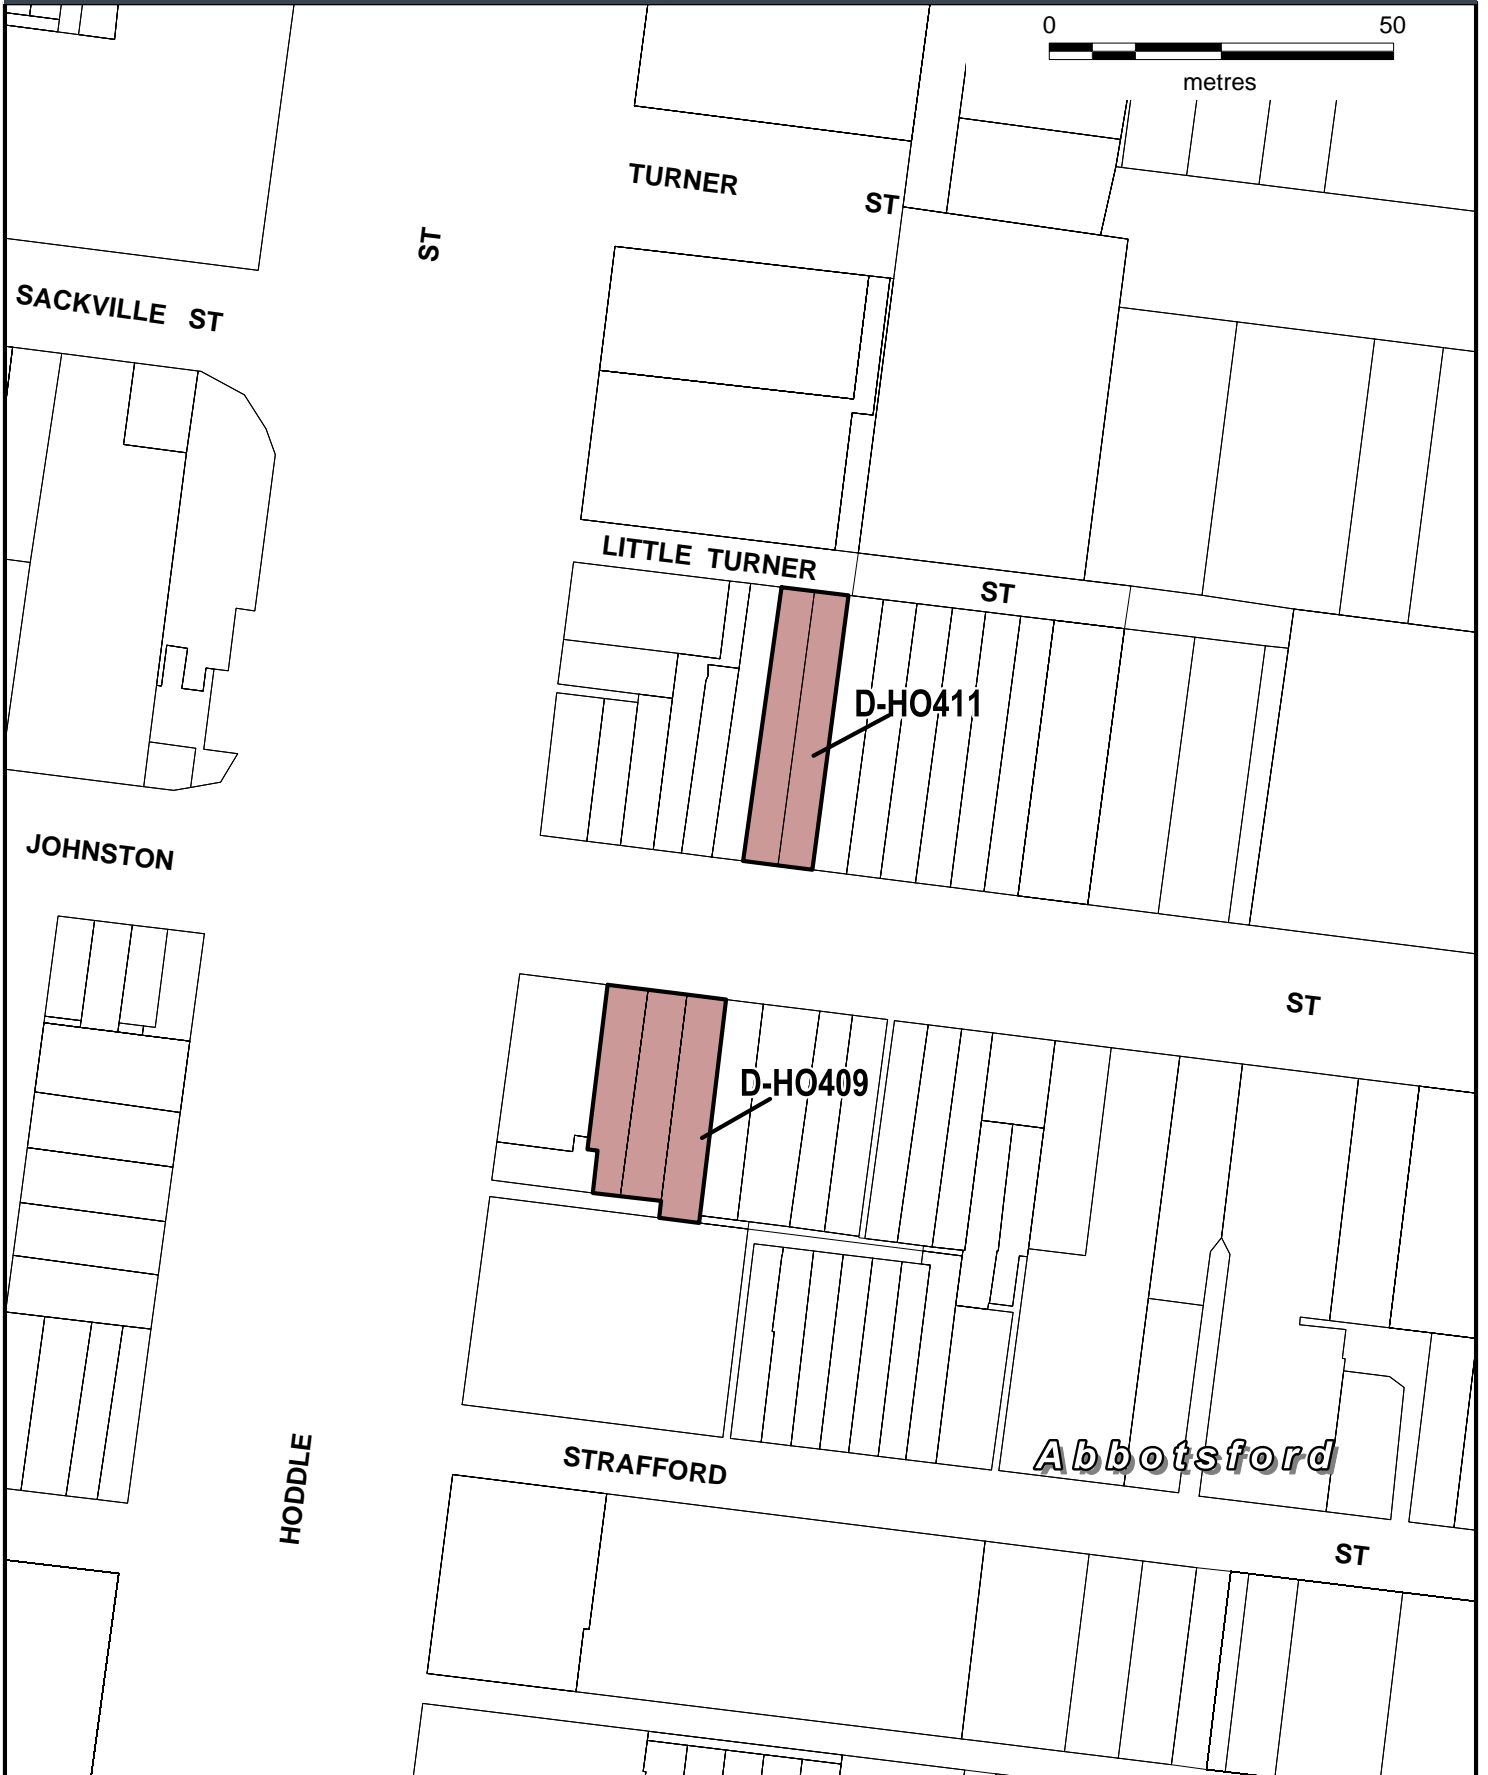 0 50
metres
TURNER ST
ST
SACKVILLE ST
LITTLE TURNER ST
D-HO411
JOHNSTON
ST
D-HO409
HODDLE
STRAFFORD
Abbotsford
ST